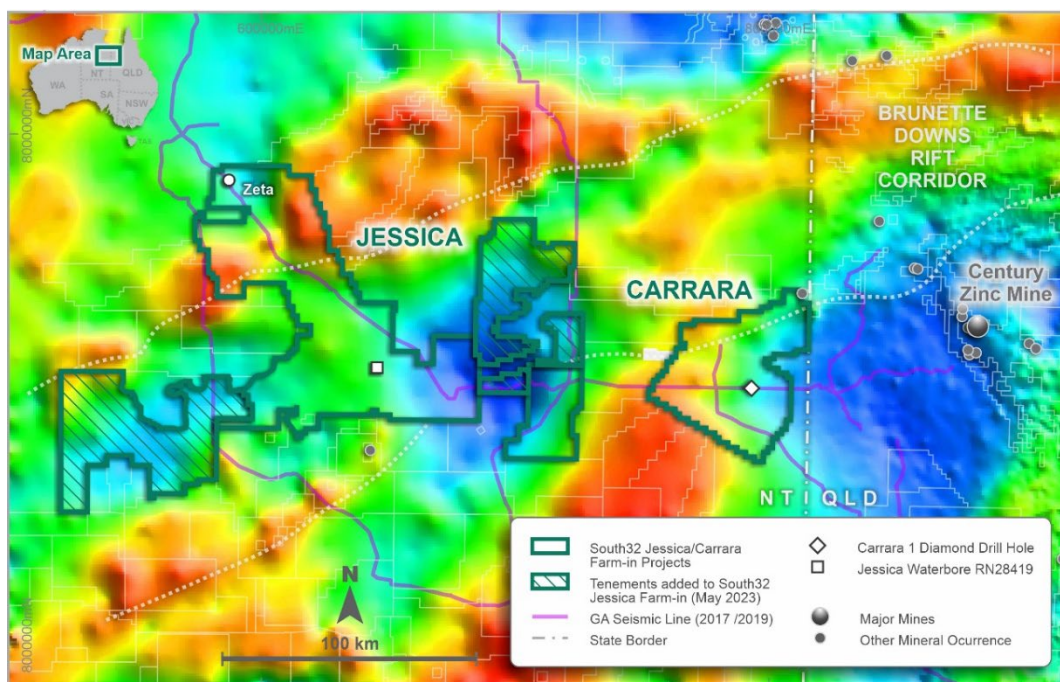 600000mE
800000mE
Map Area
WA
NT
QLD
SA
NSW
TAS
8000000mN
BRUNETTE
DOWNS
RIFT
CORRIDOR
Zeta
JESSICA
CARRARA
Century
Zinc Mine
NT | QLD
South32 Jessica/Carrara
Farm-in Projects
Tenements added to South32
Jessica Farm-in (May 2023)
GA Seismic Line (2017 /2019)
State Border
Carrara 1 Diamond Drill Hole
Jessica Waterbore RN28419
Major Mines
Other Mineral Ocurrence
N
100 km